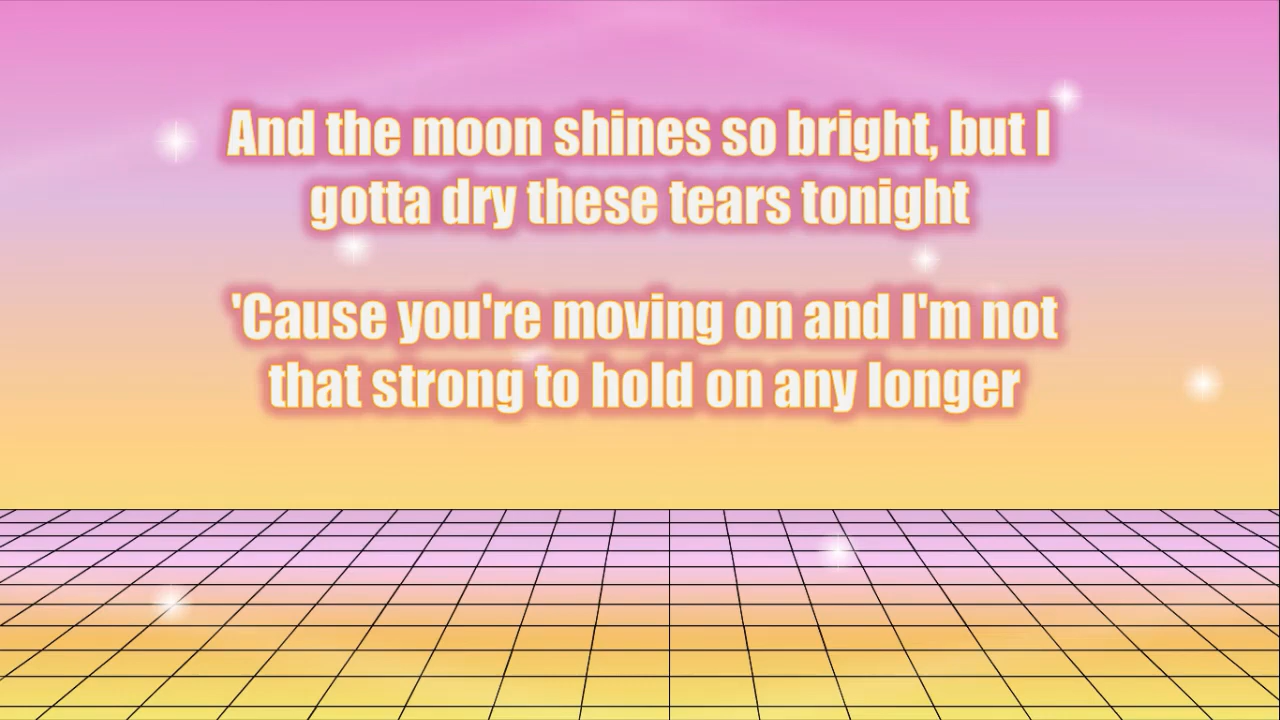 And the moon shines so bright, but I
gotta dry these tears tonight
'Cause you're moving on and I'm not
that strong to hold on any longer